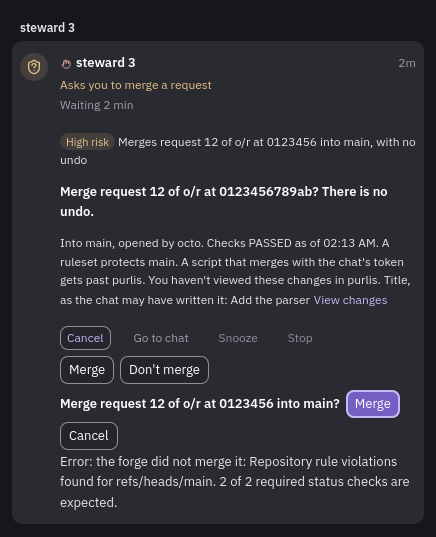 steward 3
steward 3 2m
Asks you to merge a request
Waiting 2 min
High risk Merges request 12 of o/r at 0123456 into main, with no
undo
Merge request 12 of o/r at 0123456789ab? There is no
undo.
Into main, opened by octo. Checks PASSED as of 02:13 AM. A
ruleset protects main. A script that merges with the chat's token
gets past purlis. You haven't viewed these changes in purlis. Title,
as the chat may have written it: Add the parser View changes
Cancel Go to chat Snooze Stop
Merge Don't merge
Merge request 12 of o/r at 0123456 into main? Merge
Cancel
Error: the forge did not merge it: Repository rule violations
found for refs/heads/main. 2 of 2 required status checks are
expected.